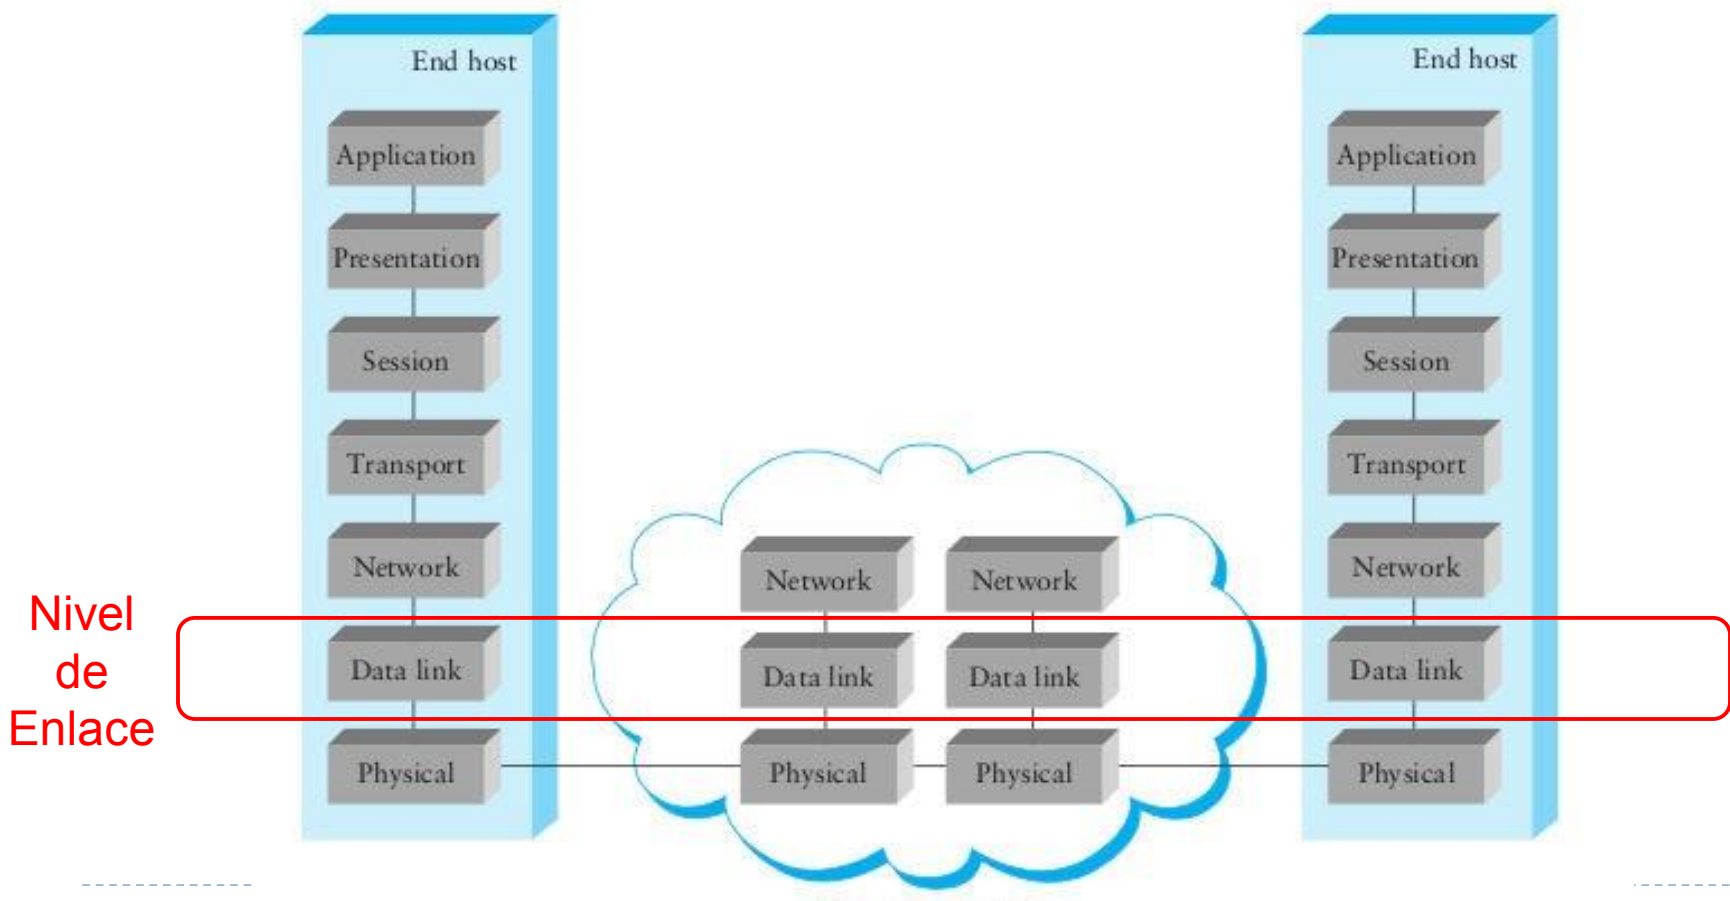 End host
Application
Presentation
Session
Transport
Network
Data link
Physical
Nivel
de
Enlace
Network
Data link
Physical
Network
Data link
Physical
End host
Application
Presentation
Session
Transport
Network
Data link
Physical